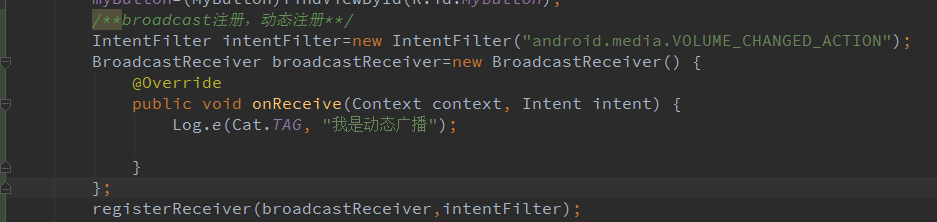 myButton=(MyButton)findViewById(R.id.MyButton);
/**broadcast注册，动态注册**/
IntentFilter intentFilter=new IntentFilter("android.media.VOLUME_CHANGED_ACTION");
BroadcastReceiver broadcastReceiver=new BroadcastReceiver() {
@Override
public void onReceive(Context context, Intent intent) {
Log.e(Cat.TAG, "我是动态广播");
}
};
registerReceiver(broadcastReceiver,intentFilter);